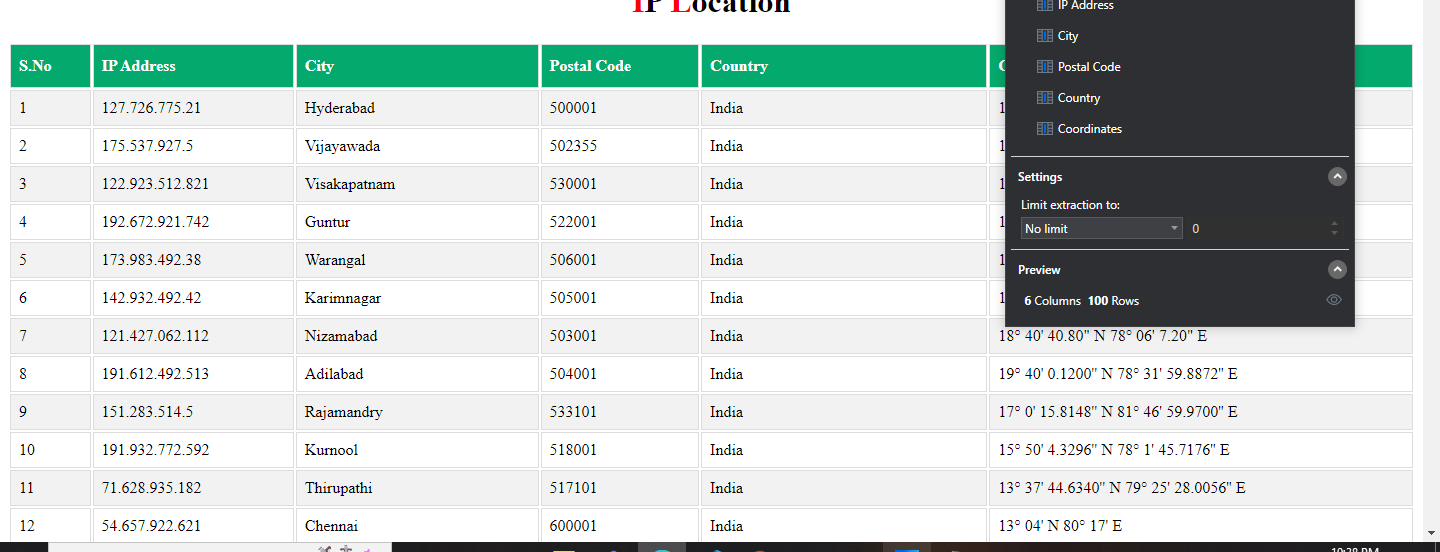 IP Location
S.No IP Address City Postal Code Country
1 127.726.775.21 Hyderabad 500001 India 1
2 175.537.927.5 Vijayawada 502355 India 1
3 122.923.512.821 Visakapatnam 530001 India 1
4 192.672.921.742 Guntur 522001 India 1
5 173.983.492.38 Warangal 506001 India 1
6 142.932.492.42 Karimnagar 505001 India 1
7 121.427.062.112 Nizamabad 503001 India 18° 40' 40.80" N 78° 06' 7.20" E
8 191.612.492.513 Adilabad 504001 India 19° 40' 0.1200" N 78° 31' 59.8872" E
9 151.283.514.5 Rajamandry 533101 India 17° 0' 15.8148" N 81° 46' 59.9700" E
10 191.932.772.592 Kurnool 518001 India 15° 50' 4.3296" N 78° 1' 45.7176" E
11 71.628.935.182 Thirupathi 517101 India 13° 37' 44.6340" N 79° 25' 28.0056" E
12 54.657.922.621 Chennai 600001 India 13° 04' N 80° 17' E
IP Address
City
Postal Code
Country
Coordinates
Settings
Limit extraction to:
No limit 0
Preview
6 Columns 100 Rows